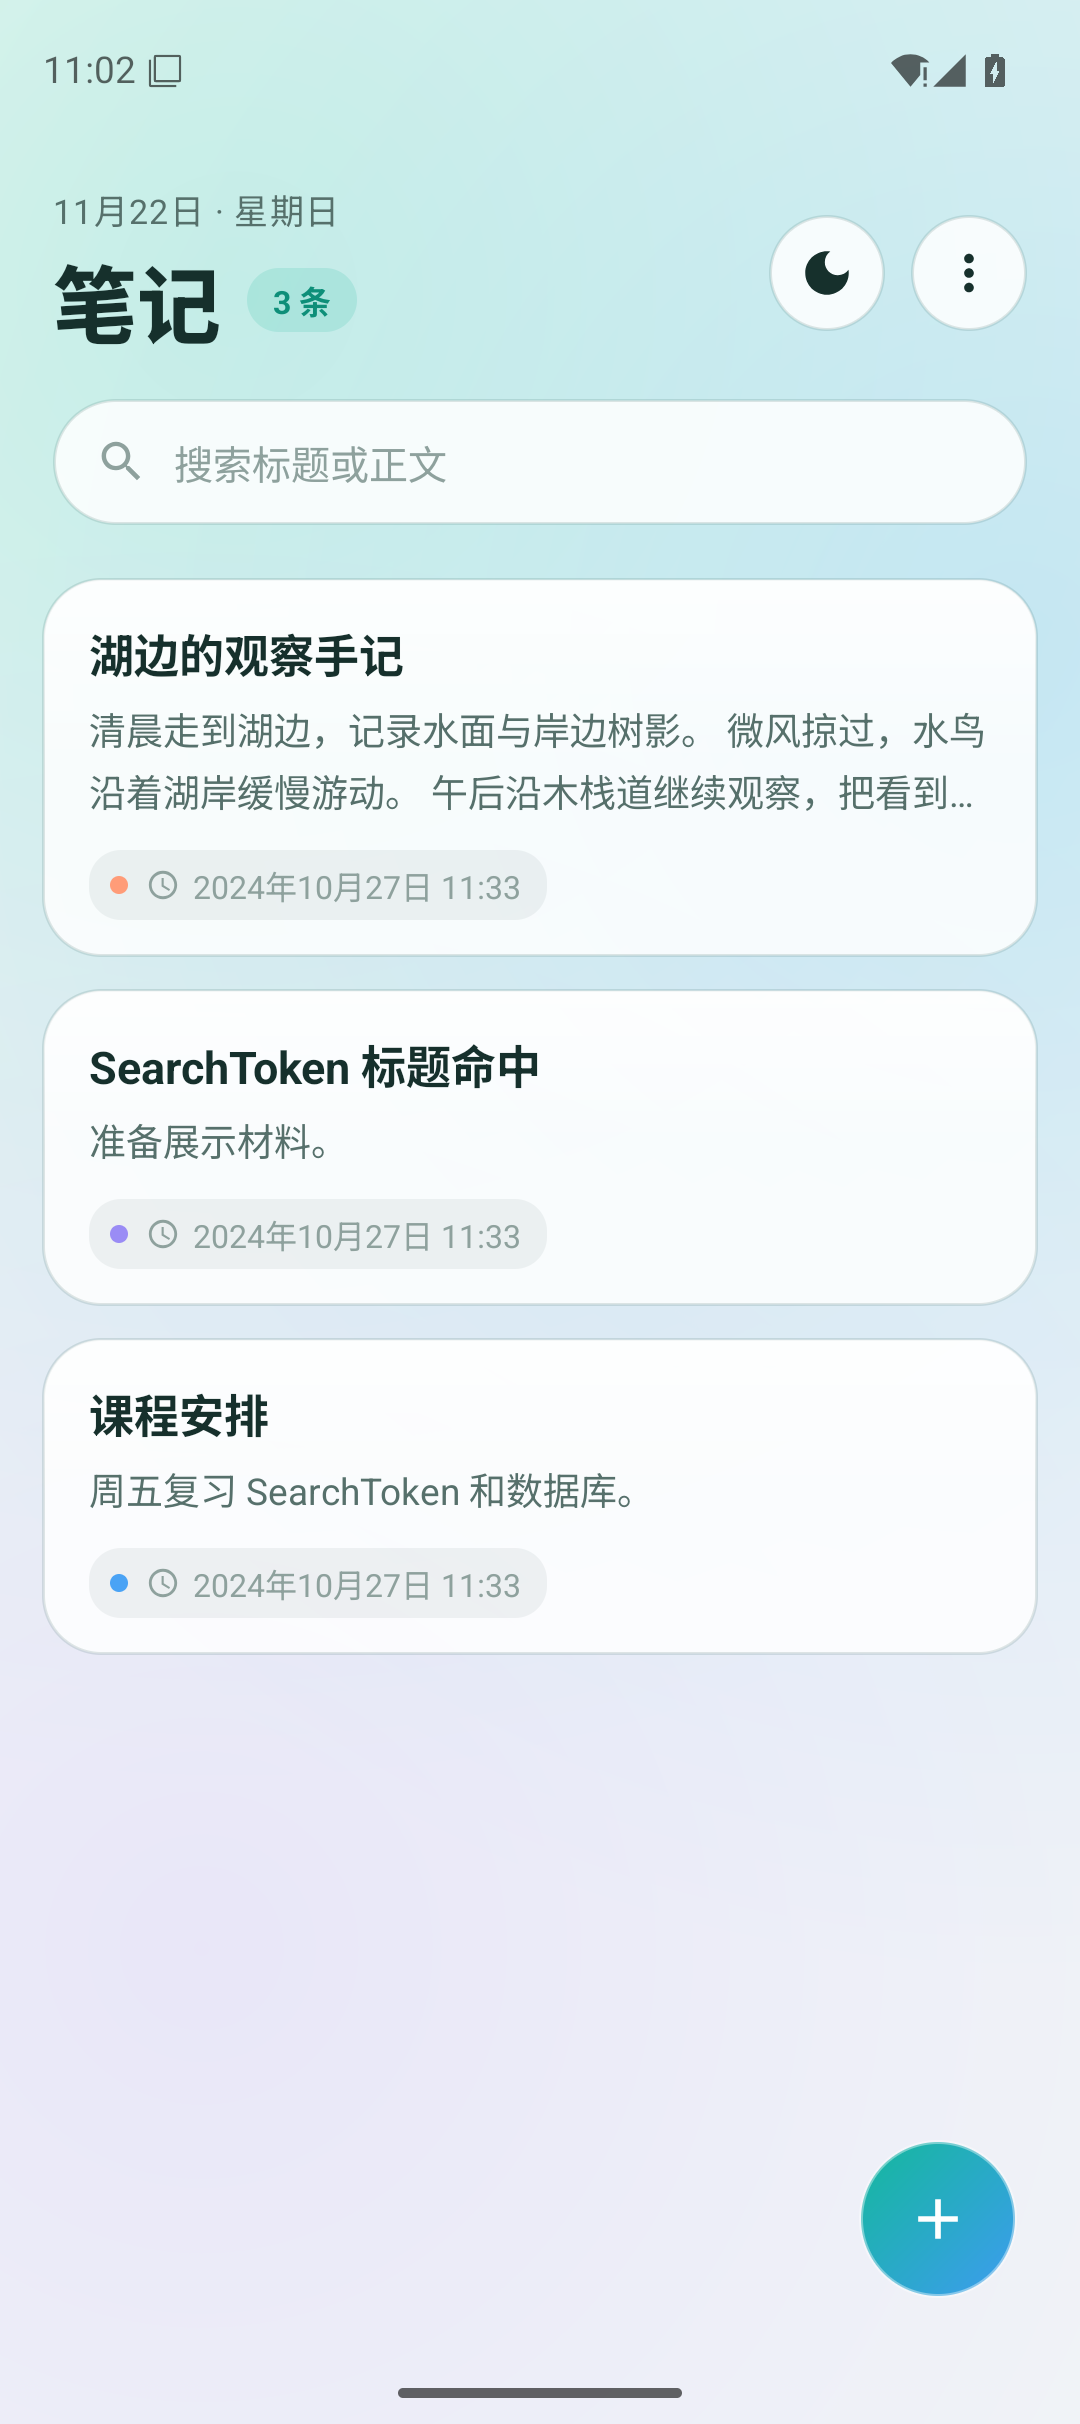 11:02
11月22日 · 星期日
笔记
3 条
搜索标题或正文
湖边的观察手记
清晨走到湖边，记录水面与岸边树影。 微风掠过，水鸟
沿着湖岸缓慢游动。 午后沿木栈道继续观察，把看到…
2024年10月27日 11:33
SearchToken 标题命中
准备展示材料。
2024年10月27日 11:33
课程安排
周五复习 SearchToken 和数据库。
2024年10月27日 11:33